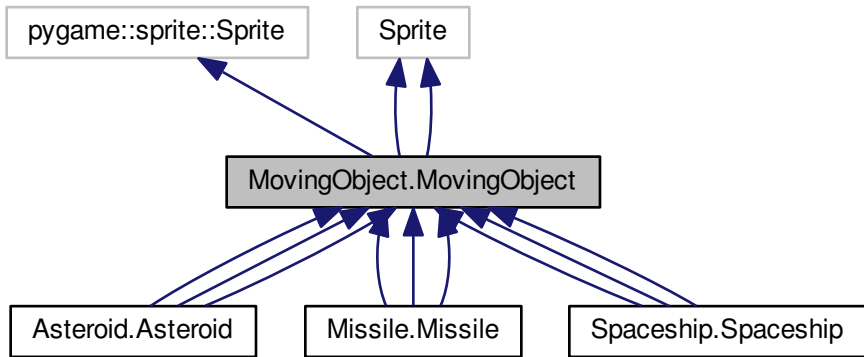 pygame::sprite::Sprite
Sprite
MovingObject.MovingObject
Asteroid.Asteroid
Missile.Missile
Spaceship.Spaceship